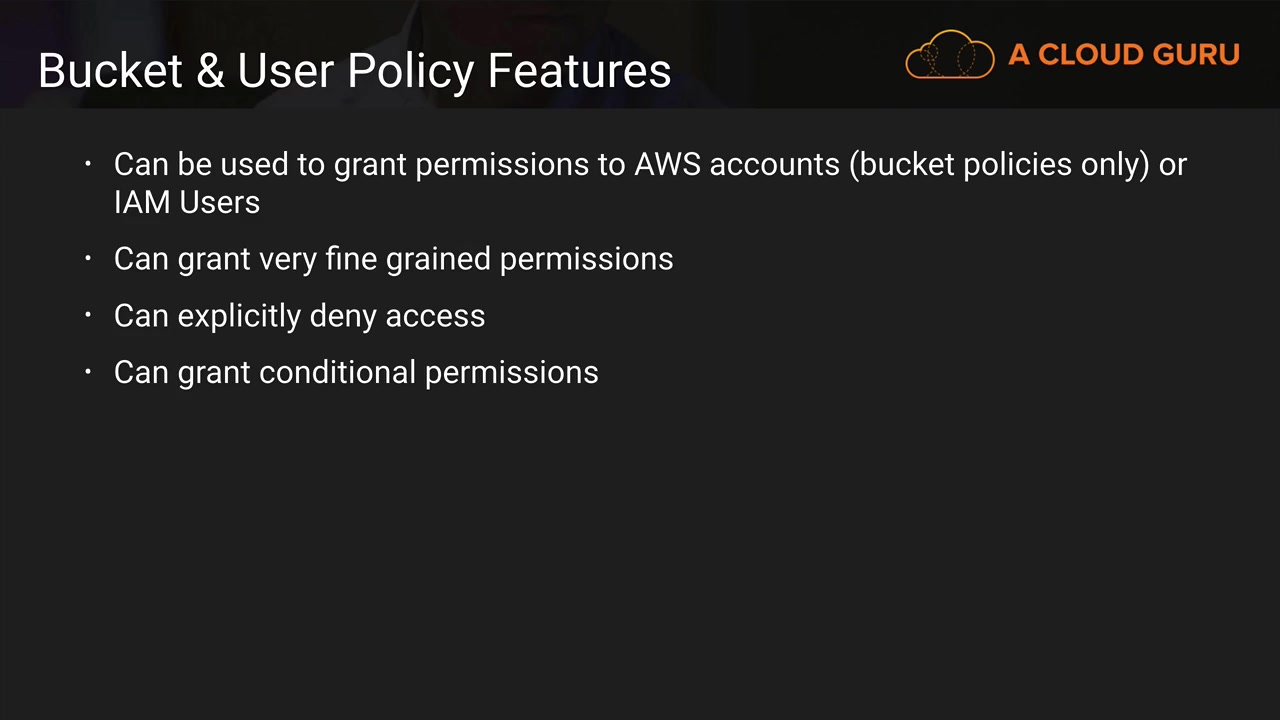 Bucket & User Policy Features
A CLOUD GURU
· Can be used to grant permissions to AWS accounts (bucket policies only) or
IAM Users
· Can grant very fine grained permissions
· Can explicitly deny access
· Can grant conditional permissions